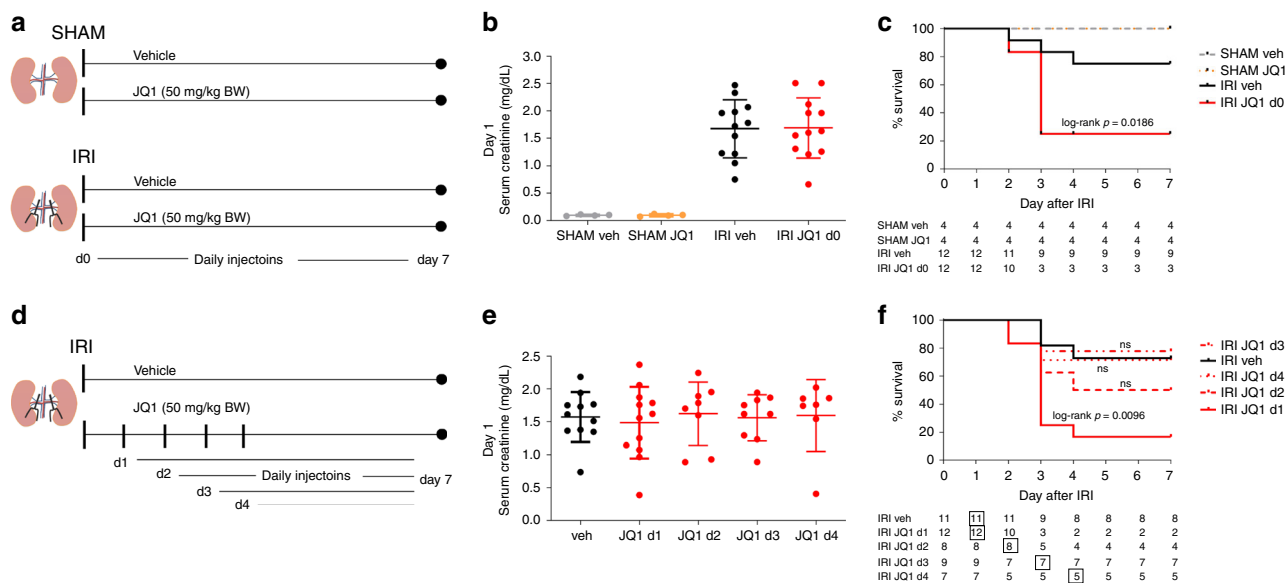 a
SHAM
Vehicle
JQ1 (50 mg/kg BW)
IRI
Vehicle
JQ1 (50 mg/kg BW)
d0 Daily injectoins day 7
b
Day 1
Serum creatinine (mg/dL)
3.0
2.5
2.0
1.5
1.0
0.5
0.0
SHAM veh SHAM JQ1 IRI veh IRI JQ1 d0
c
% survival
100
80
60
40
20
0
log-rank p = 0.0186
0 1 2 3 4 5 6 7
Day after IRI
SHAM veh
SHAM JQ1
IRI veh
IRI JQ1 d0
SHAM veh 4 4 4 4 4 4 4 4
SHAM JQ1 4 4 4 4 4 4 4 4
IRI veh 12 12 11 9 9 9 9 9
IRI JQ1 d0 12 12 10 3 3 3 3 3
d
IRI
Vehicle
JQ1 (50 mg/kg BW)
d1
d2 Daily injectoins day 7
d3
d4
e
Day 1
Serum creatinine (mg/dL)
2.5
2.0
1.5
1.0
0.5
0.0
veh JQ1 d1 JQ1 d2 JQ1 d3 JQ1 d4
f
% survival
100
80
60
40
20
0
ns
ns
ns
log-rank p = 0.0096
0 1 2 3 4 5 6 7
Day after IRI
IRI JQ1 d3
IRI veh
IRI JQ1 d4
IRI JQ1 d2
IRI JQ1 d1
IRI veh 11 11 11 9 8 8 8 8
IRI JQ1 d1 12 12 10 3 2 2 2 2
IRI JQ1 d2 8 8 8 5 4 4 4 4
IRI JQ1 d3 9 9 7 7 7 7 7 7
IRI JQ1 d4 7 7 5 5 5 5 5 5